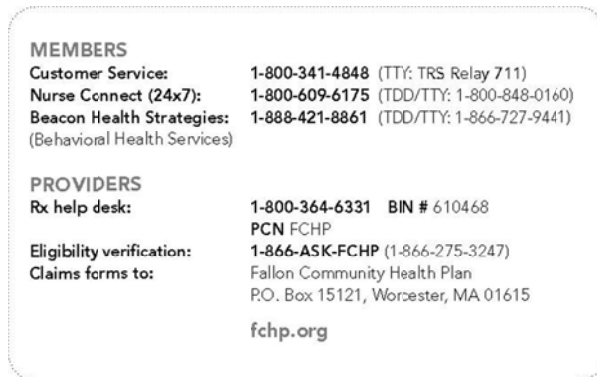 MEMBERS
Customer Service: 1-800-341-4848 (TTY: TRS Relay 711)
Nurse Connect (24x7): 1-800-609-6175 (TDD/TTY: 1-800-848-0160)
Beacon Health Strategies: 1-888-421-8861 (TDD/TTY: 1-866-727-9441)
(Behavioral Health Services)
PROVIDERS
Rx help desk: 1-800-364-6331 BIN # 610468
PCN FCHP
Eligibility verification: 1-866-ASK-FCHP (1-866-275-3247)
Claims forms to: Fallon Community Health Plan
P.O. Box 15121, Worcester, MA 01615
fchp.org